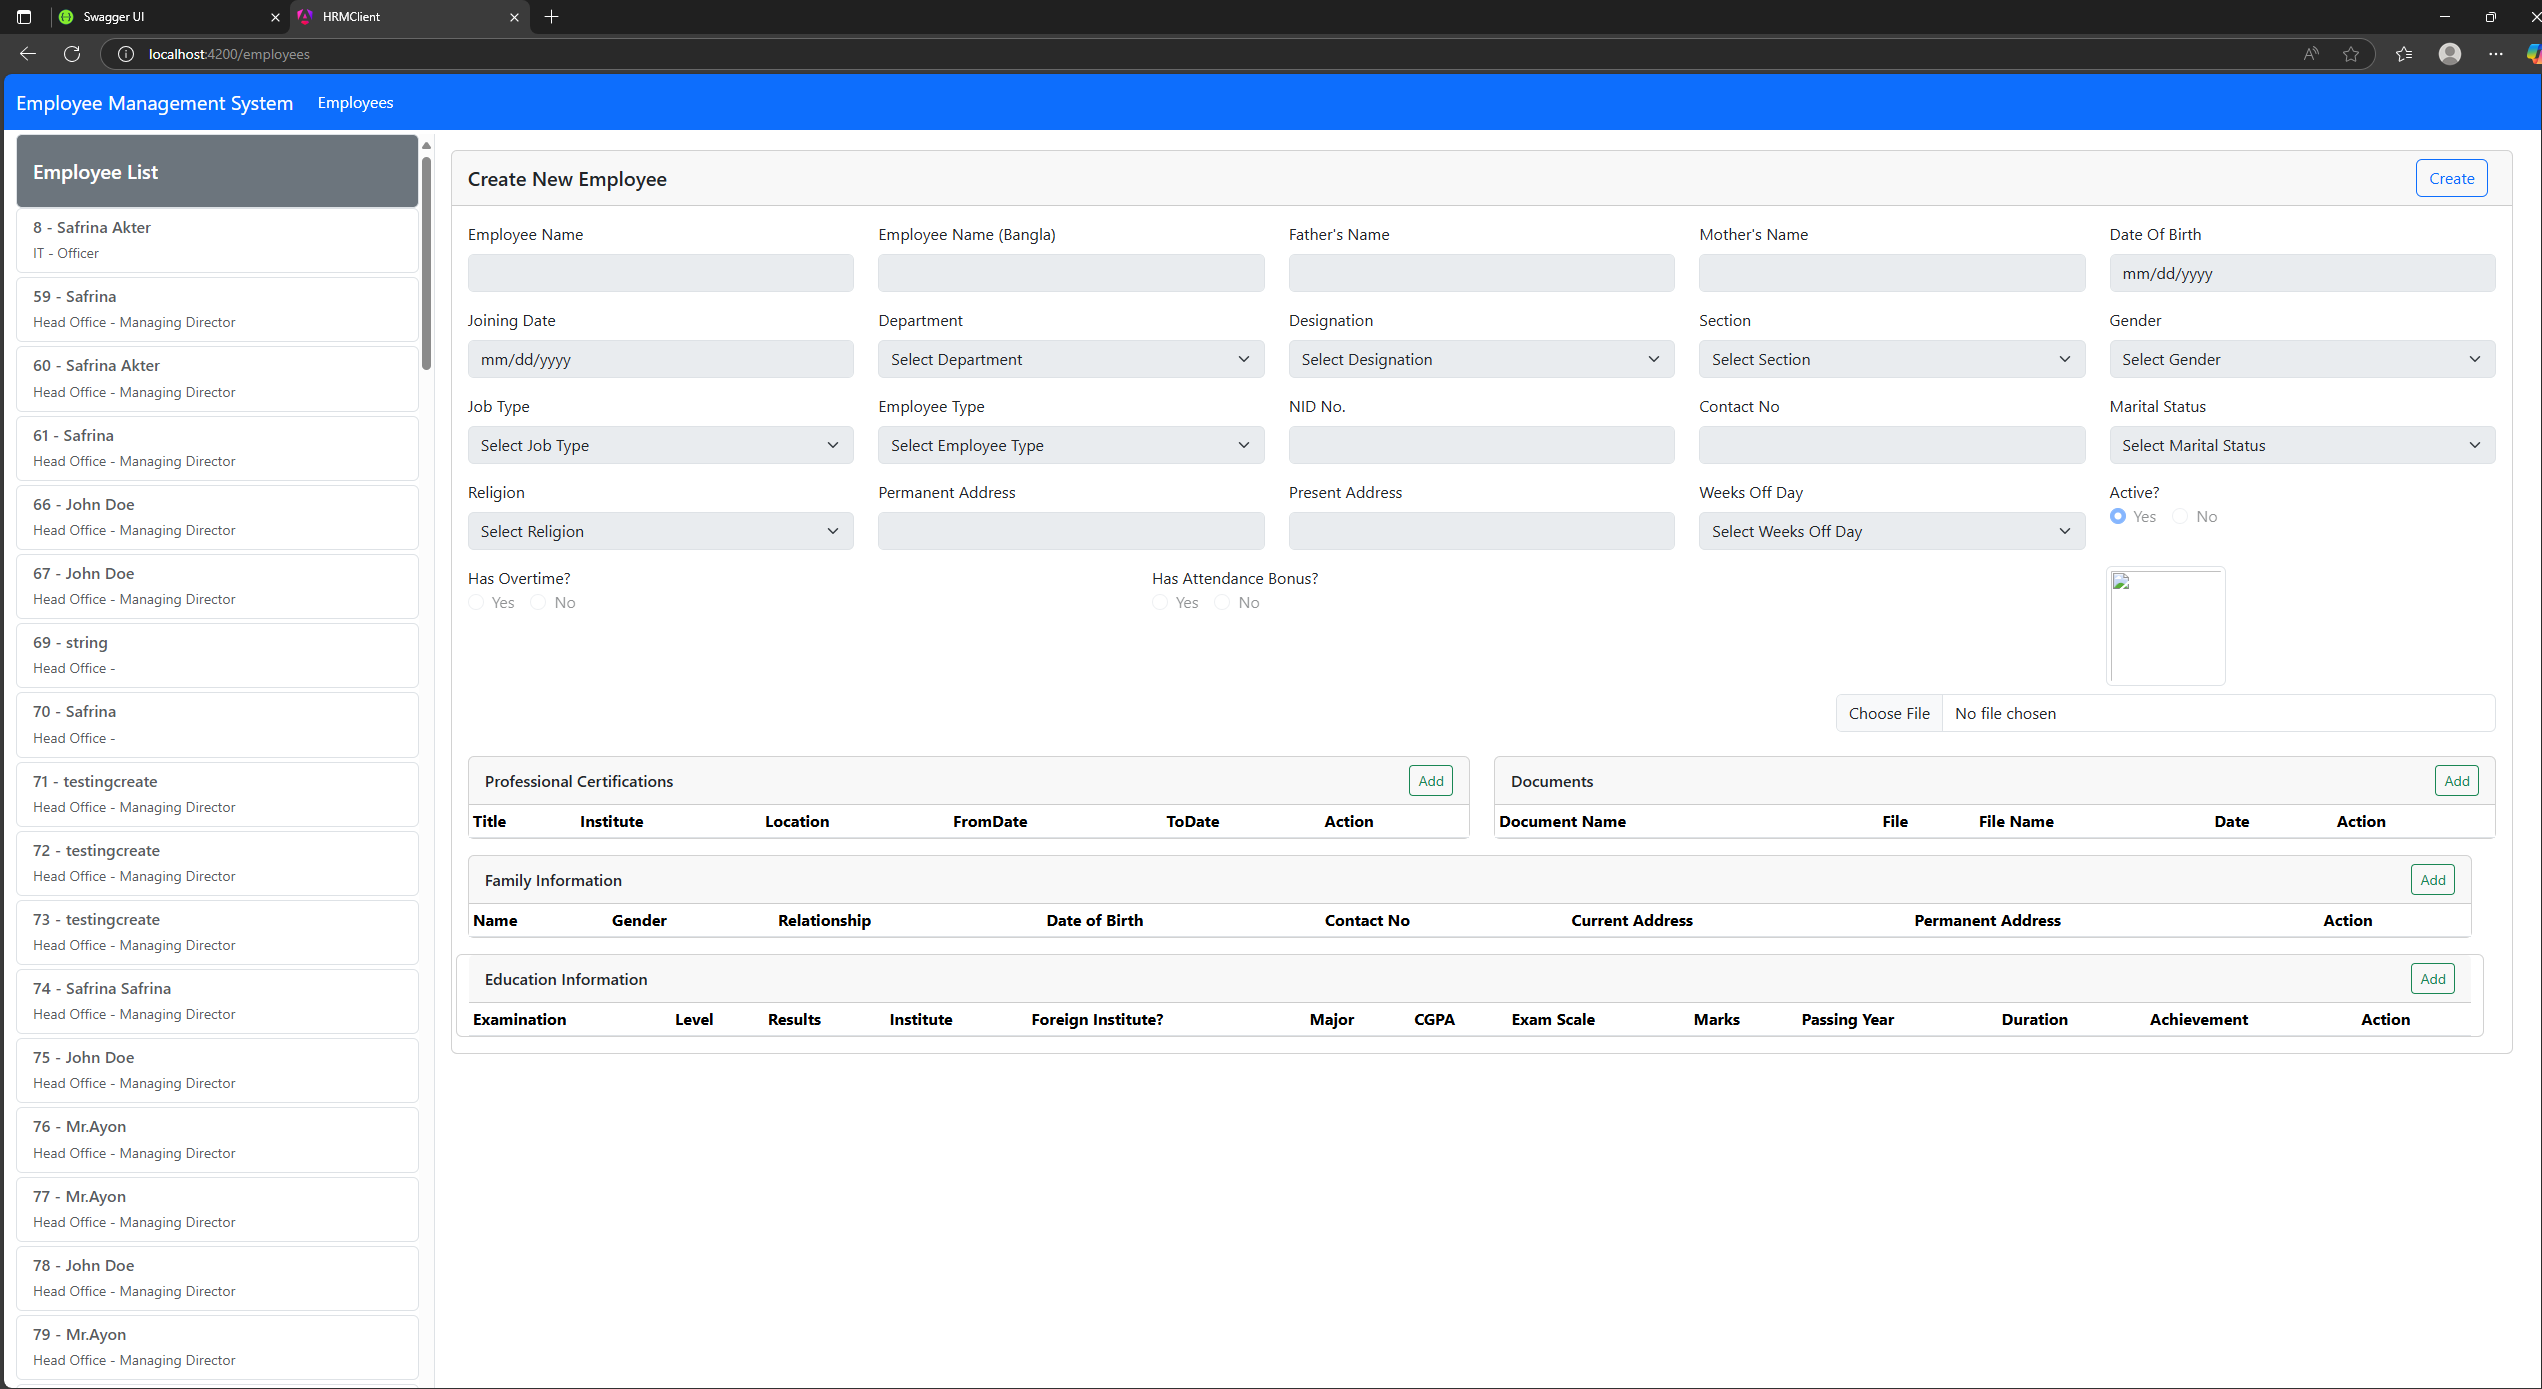 Swagger UI
HRMClient
localhost:4200/employees
Employee Management System Employees
Employee List
8 - Safrina Akter
IT - Officer
59 - Safrina
Head Office - Managing Director
60 - Safrina Akter
Head Office - Managing Director
61 - Safrina
Head Office - Managing Director
66 - John Doe
Head Office - Managing Director
67 - John Doe
Head Office - Managing Director
69 - string
Head Office -
70 - Safrina
Head Office -
71 - testingcreate
Head Office - Managing Director
72 - testingcreate
Head Office - Managing Director
73 - testingcreate
Head Office - Managing Director
74 - Safrina Safrina
Head Office - Managing Director
75 - John Doe
Head Office - Managing Director
76 - Mr.Ayon
Head Office - Managing Director
77 - Mr.Ayon
Head Office - Managing Director
78 - John Doe
Head Office - Managing Director
79 - Mr.Ayon
Head Office - Managing Director
Create New Employee Create
Employee Name Employee Name (Bangla) Father's Name Mother's Name Date Of Birth
mm/dd/yyyy
Joining Date Department Designation Section Gender
mm/dd/yyyy Select Department Select Designation Select Section Select Gender
Job Type Employee Type NID No. Contact No Marital Status
Select Job Type Select Employee Type Select Marital Status
Religion Permanent Address Present Address Weeks Off Day Active?
Select Religion Select Weeks Off Day Yes No
Has Overtime? Has Attendance Bonus?
Yes No Yes No
Choose File No file chosen
Professional Certifications Add
Title Institute Location FromDate ToDate Action
Documents Add
Document Name File File Name Date Action
Family Information Add
Name Gender Relationship Date of Birth Contact No Current Address Permanent Address Action
Education Information Add
Examination Level Results Institute Foreign Institute? Major CGPA Exam Scale Marks Passing Year Duration Achievement Action